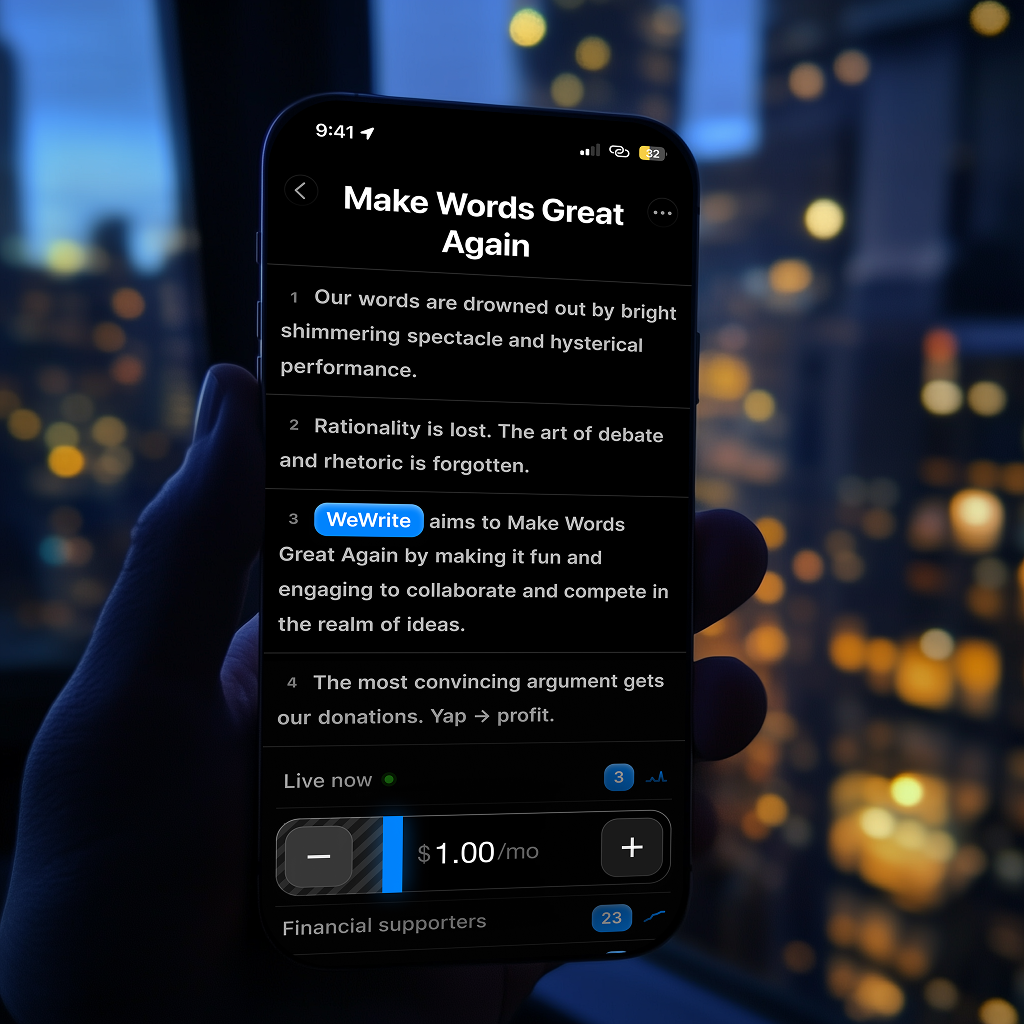 9:41
32
Make Words Great
Again
1 Our words are drowned out by bright
shimmering spectacle and hysterical
performance.
2 Rationality is lost. The art of debate
and rhetoric is forgotten.
3 WeWrite aims to Make Words
Great Again by making it fun and
engaging to collaborate and compete in
the realm of ideas.
4 The most convincing argument gets
our donations. Yap → profit.
Live now 3
− $1.00/mo +
Financial supporters 23